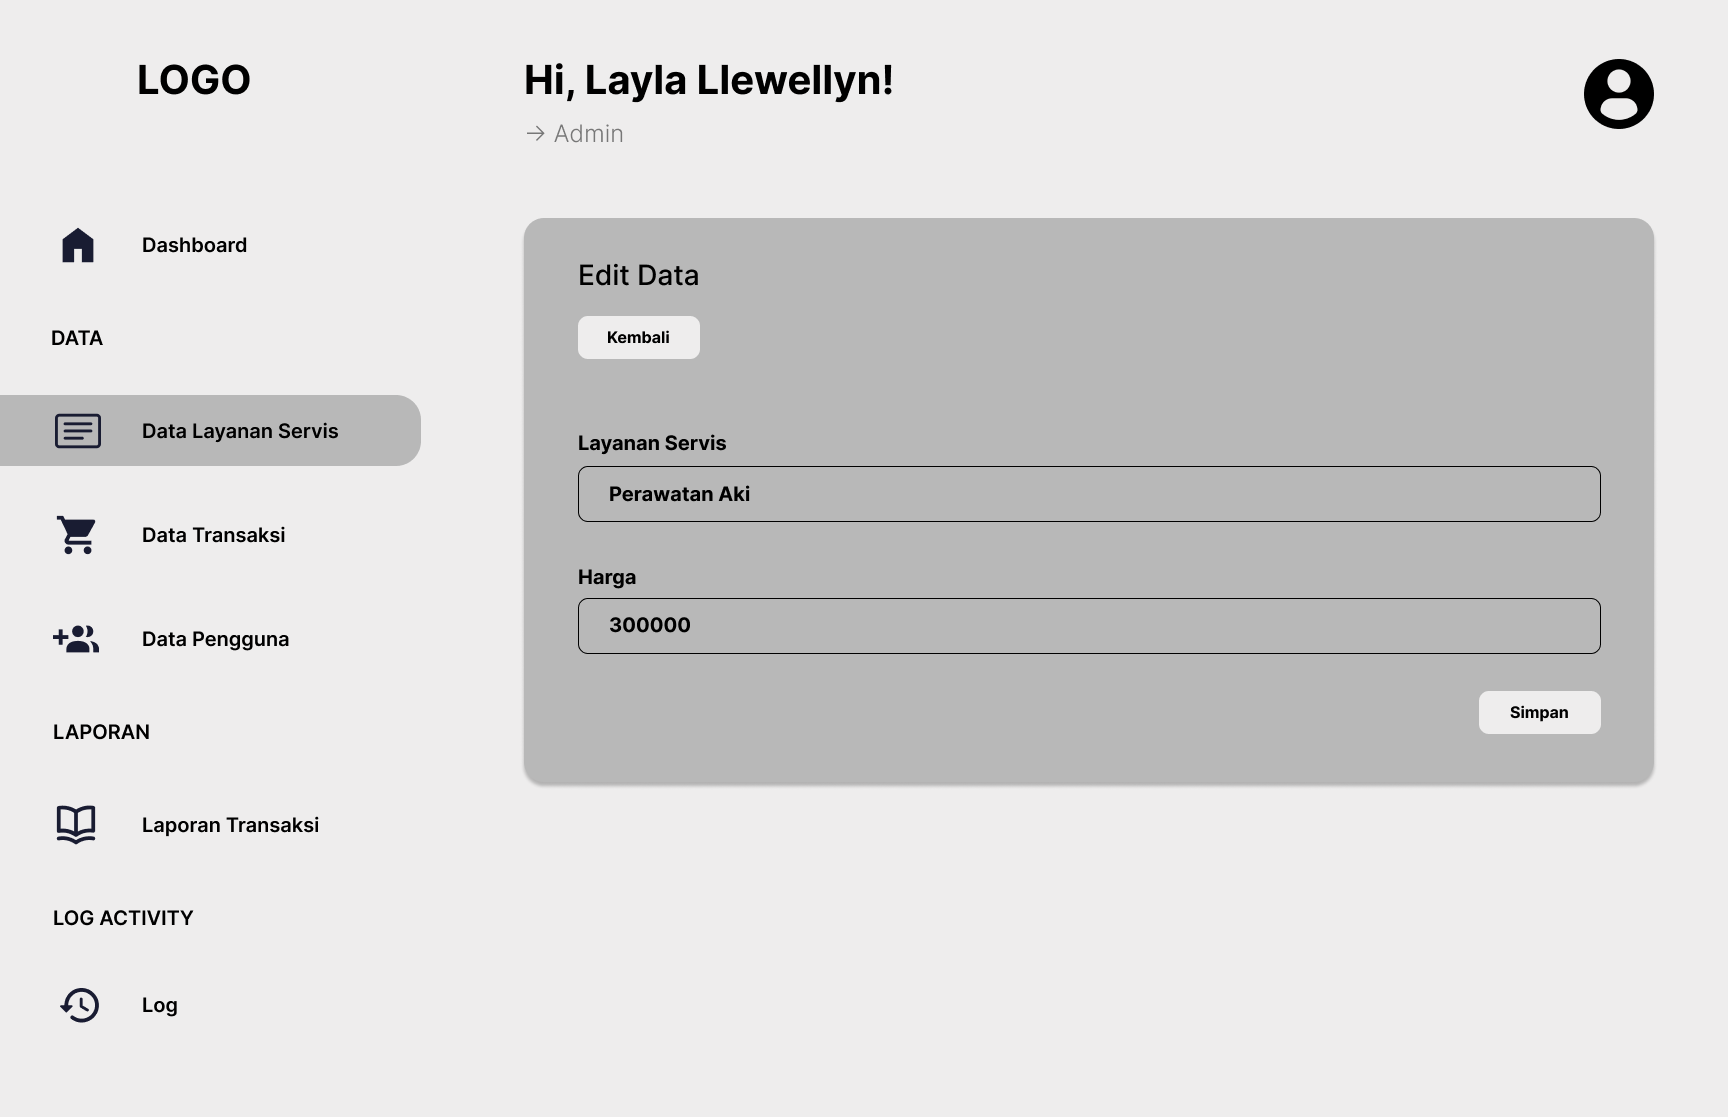 LOGO
Hi, Layla Llewellyn!
→ Admin
Dashboard
DATA
Data Layanan Servis
Data Transaksi
Data Pengguna
LAPORAN
Laporan Transaksi
LOG ACTIVITY
Log
Edit Data
Kembali
Layanan Servis
Perawatan Aki
Harga
300000
Simpan